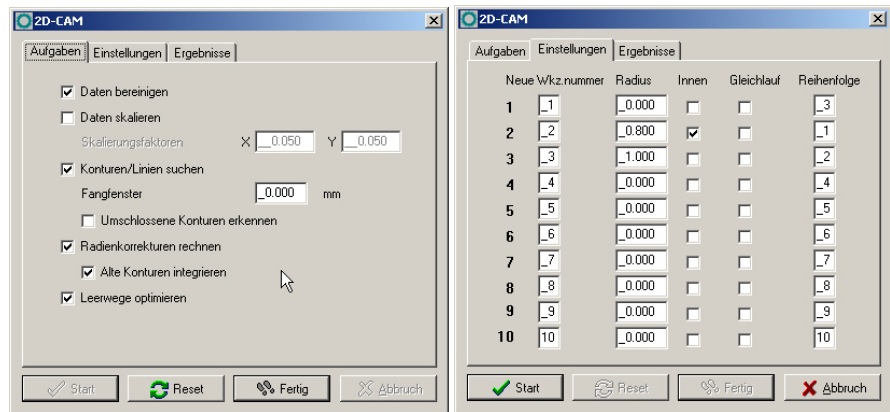 2D-CAM
Aufgaben Einstellungen Ergebnisse
Daten bereinigen
Daten skalieren
Skalierungsfaktoren X __0.050 Y __0.050
Konturen/Linien suchen
Fangfenster _0.000 mm
Umschlossene Konturen erkennen
Radienkorrekturen rechnen
Alte Konturen integrieren
Leerwege optimieren
Start Reset Fertig Abbruch
2D-CAM
Aufgaben Einstellungen Ergebnisse
Neue Wkz.nummer Radius Innen Gleichlauf Reihenfolge
1 _1 _0.000 _3
2 _2 _0.800 _1
3 _3 _1.000 _2
4 _4 _0.000 _4
5 _5 _0.000 _5
6 _6 _0.000 _6
7 _7 _0.000 _7
8 _8 _0.000 _8
9 _9 _0.000 _9
10 10 _0.000 10
Start Reset Fertig Abbruch